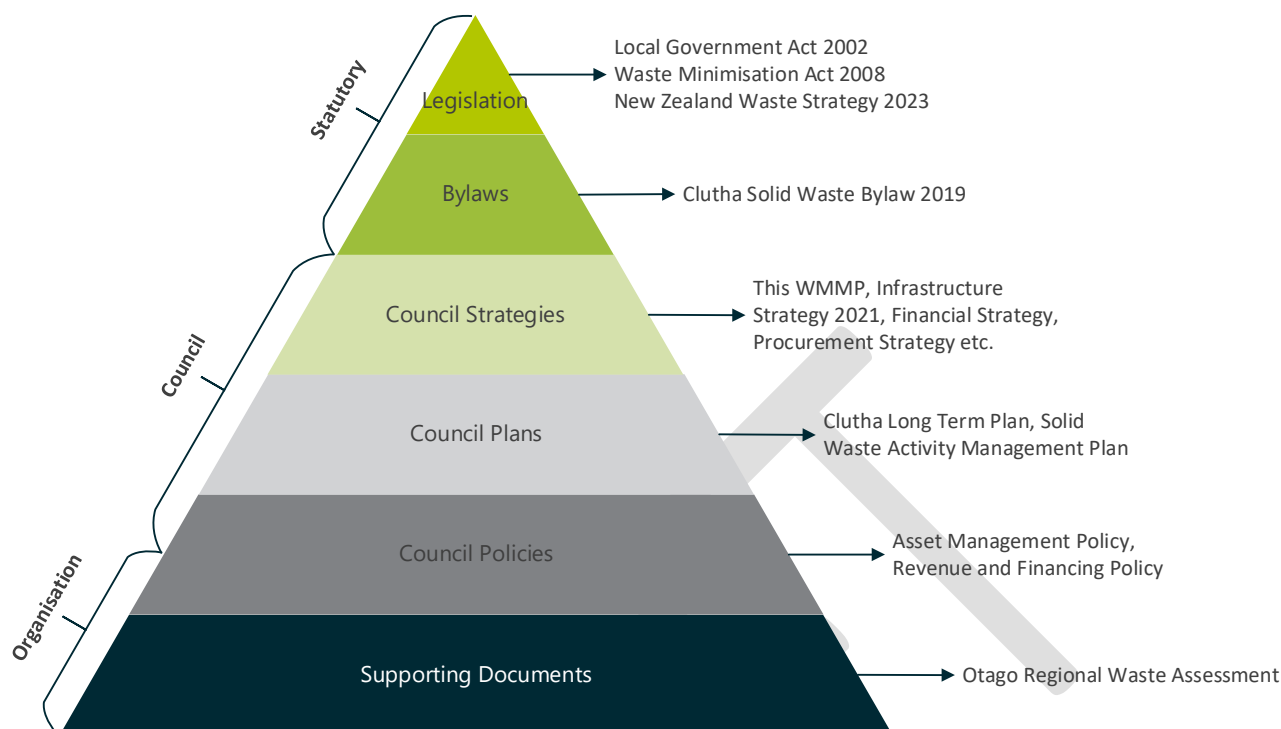 Statutory
Legislation
Local Government Act 2002
Waste Minimisation Act 2008
New Zealand Waste Strategy 2023
Bylaws
Clutha Solid Waste Bylaw 2019
Council
Council Strategies
This WMMP, Infrastructure
Strategy 2021, Financial Strategy,
Procurement Strategy etc.
Council Plans
Clutha Long Term Plan, Solid
Waste Activity Management Plan
Organisation
Council Policies
Asset Management Policy,
Revenue and Financing Policy
Supporting Documents
Otago Regional Waste Assessment